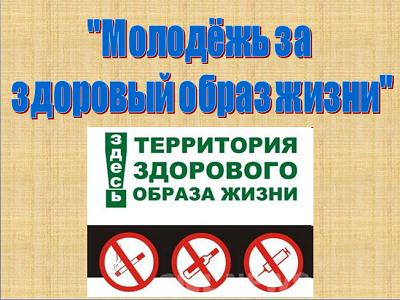 "Молодёжь за
здоровый образ жизни"
здесь
ТЕРРИТОРИЯ
ЗДОРОВОГО
ОБРАЗА ЖИЗНИ